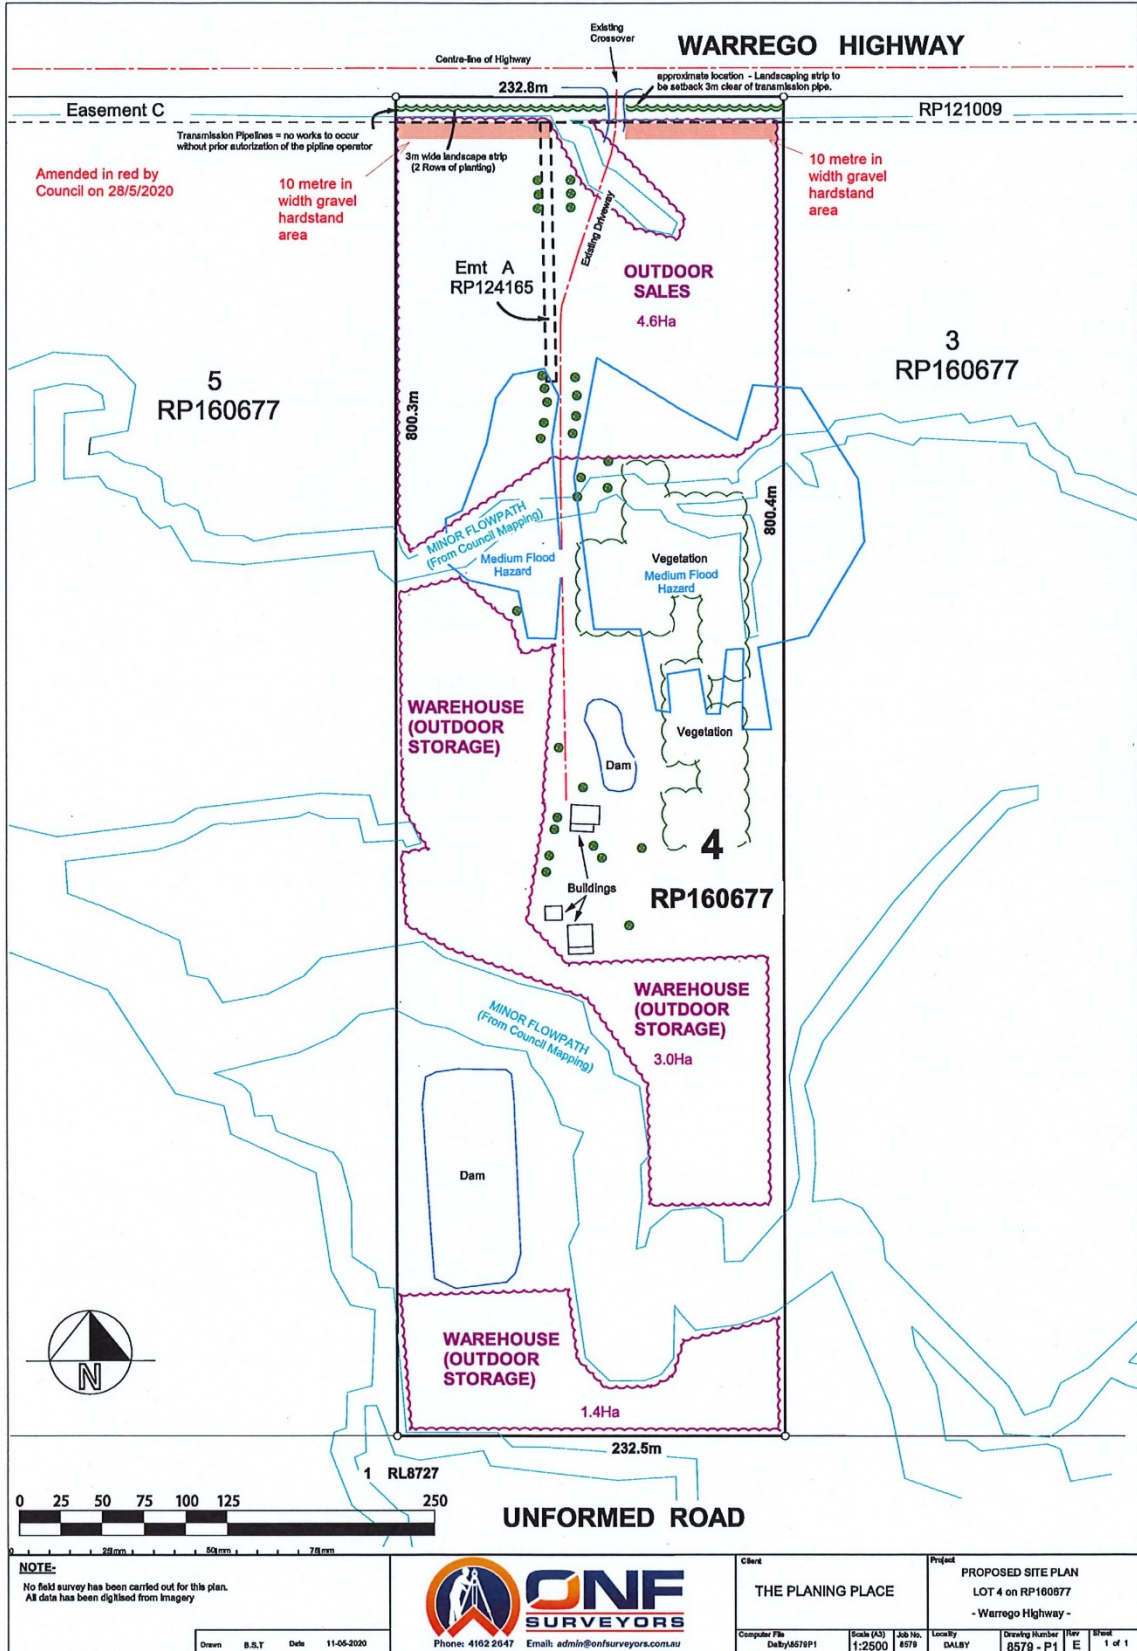 Existing
Crossover
WARREGO HIGHWAY
Centre-line of Highway
232.8m
approximate location - Landscaping strip to
be setback 3m clear of transmission pipe.
Easement C
RP121009
Transmission Pipelines = no works to occur
without prior autorization of the pipline operator
3m wide landscape strip
(2 Rows of planting)
Amended in red by
Council on 28/5/2020
10 metre in
width gravel
hardstand
area
10 metre in
width gravel
hardstand
area
Existing Driveway
Emt A
RP124165
OUTDOOR
SALES
4.6Ha
5
RP160677
3
RP160677
800.3m
800.4m
MINOR FLOWPATH
(From Council Mapping)
Medium Flood
Hazard
Vegetation
Medium Flood
Hazard
WAREHOUSE
(OUTDOOR
STORAGE)
Vegetation
Dam
4
RP160677
Buildings
WAREHOUSE
(OUTDOOR
STORAGE)
3.0Ha
MINOR FLOWPATH
(From Council Mapping)
Dam
WAREHOUSE
(OUTDOOR
STORAGE)
1.4Ha
N
232.5m
1 RL8727
0 25 50 75 100 125 250
UNFORMED ROAD
0 25mm 50mm 75mm
NOTE-
No field survey has been carried out for this plan.
All data has been digitised from imagery
Drawn B.S.T Date 11-05-2020
ONF
SURVEYORS
Phone: 4162 2647 Email: admin@onfsurveyors.com.au
Client
THE PLANING PLACE
Project
PROPOSED SITE PLAN
LOT 4 on RP160677
- Warrego Highway -
Computer File
Dalby\8579P1
Scale (A3)
1:2500
Job No.
8579
Locality
DALBY
Drawing Number
8579 - P1
Rev
E
Sheet
1 of 1